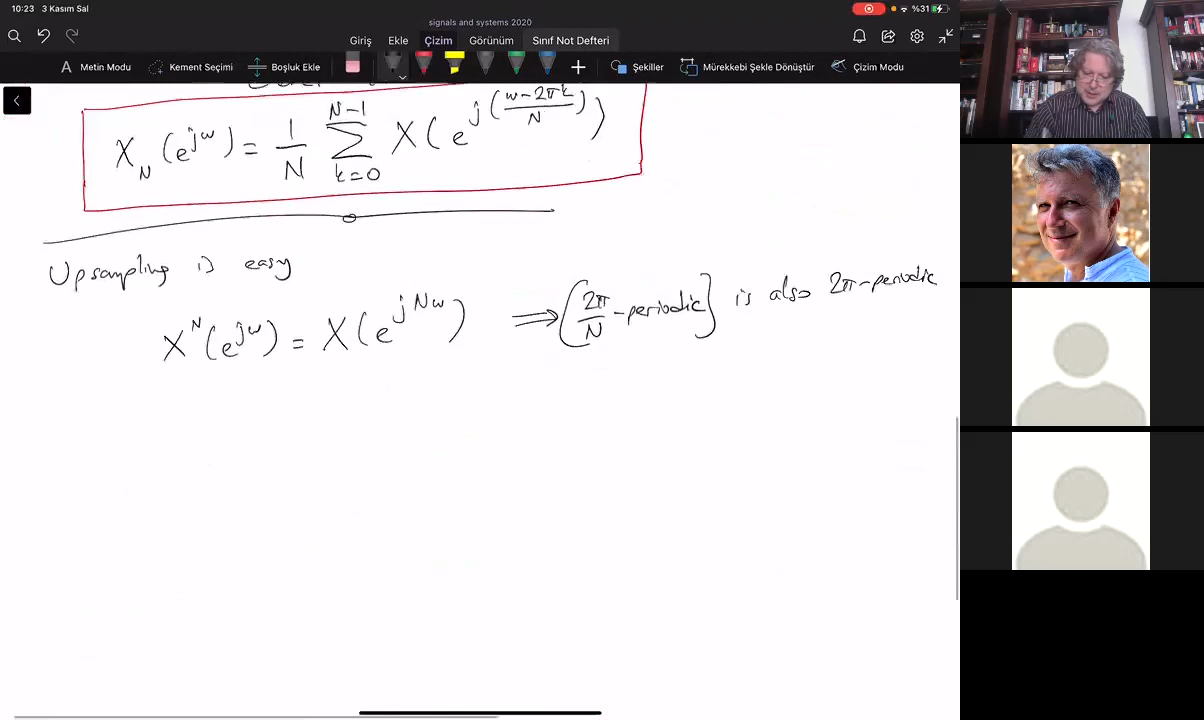 10:23 3 Kasım Sal %31
signals and systems 2020
Giriş Ekle Çizim Görünüm Sınıf Not Defteri
A Metin Modu Kement Seçimi Boşluk Ekle Şekiller Mürekkebi Şekle Dönüştür Çizim Modu
X_N(e^{jω}) = 1/N ∑_{k=0}^{N-1} X(e^{j((ω-2πk)/N)})
Upsampling is easy
X^N(e^{jω}) = X(e^{jNω}) ⟹ (2π/N - periodic} is also 2π-periodic